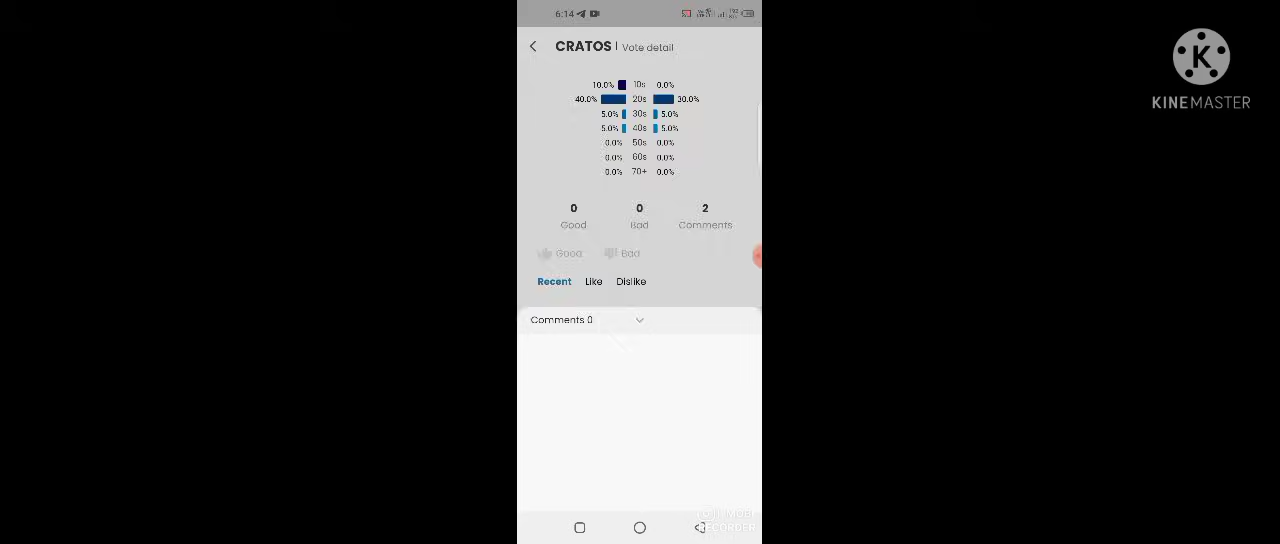 6:14
CRATOS | Vote detail
10.0% 10s 0.0%
40.0% 20s 30.0%
5.0% 30s 5.0%
5.0% 40s 5.0%
0.0% 50s 0.0%
0.0% 60s 0.0%
0.0% 70+ 0.0%
0 0 2
Good Bad Comments
Good Bad
Recent Like Dislike
Comments 0
K
KINEMASTER
MOBI
RECORDER